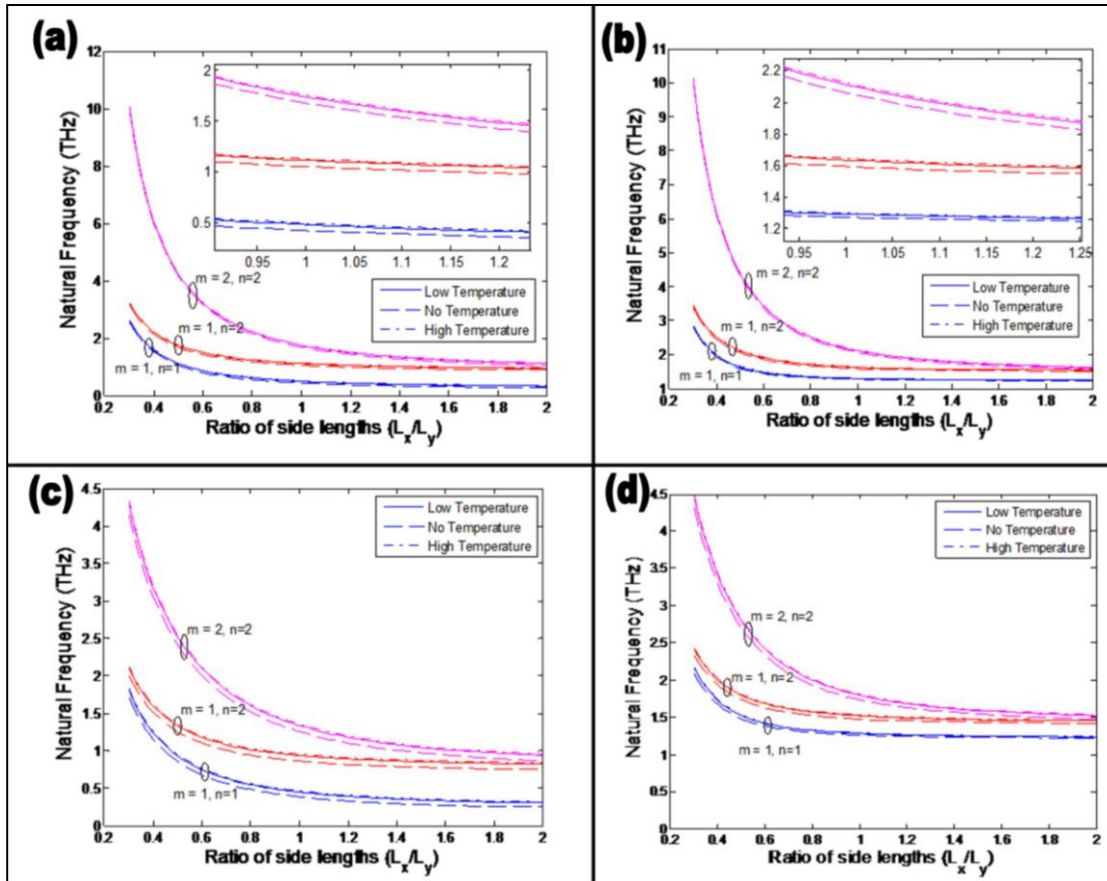 (a)
12
10
8
6
4
2
0
0.2 0.4 0.6 0.8 1 1.2 1.4 1.6 1.8 2
Natural Frequency (THz)
Ratio of side lengths (Lx/Ly)
2
1.5
1
0.5
0.95 1 1.05 1.1 1.15 1.2
m = 2, n=2
m = 1, n=2
m = 1, n=1
Low Temperature
No Temperature
High Temperature
(b)
11
10
9
8
7
6
5
4
3
2
1
0.2 0.4 0.6 0.8 1 1.2 1.4 1.6 1.8 2
Natural Frequency (THz)
Ratio of side lengths (Lx/Ly)
2.2
2
1.8
1.6
1.4
1.2
0.95 1 1.05 1.1 1.15 1.2 1.25
m = 2, n=2
m = 1, n=2
m = 1, n=1
Low Temperature
No Temperature
High Temperature
(c)
4.5
4
3.5
3
2.5
2
1.5
1
0.5
0
0.2 0.4 0.6 0.8 1 1.2 1.4 1.6 1.8 2
Natural Frequency (THz)
Ratio of side lengths (Lx/Ly)
m = 2, n=2
m = 1, n=2
m = 1, n=1
Low Temperature
No Temperature
High Temperature
(d)
4.5
4
3.5
3
2.5
2
1.5
1
0.5
0
0.2 0.4 0.6 0.8 1 1.2 1.4 1.6 1.8 2
Natural Frequency (THz)
Ratio of side lengths (Lx/Ly)
m = 2, n=2
m = 1, n=2
m = 1, n=1
Low Temperature
No Temperature
High Temperature